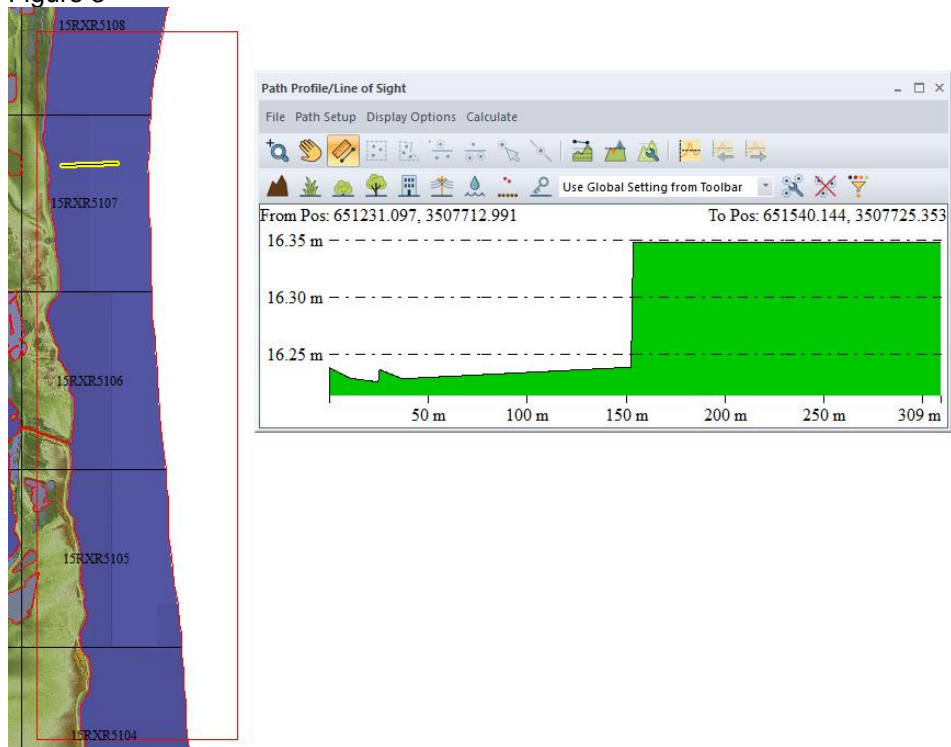 15RXR5108
15RXR5107
15RXR5106
15RXR5105
15RXR5104
Path Profile/Line of Sight
File Path Setup Display Options Calculate
Use Global Setting from Toolbar
From Pos: 651231.097, 3507712.991 To Pos: 651540.144, 3507725.353
16.35 m
16.30 m
16.25 m
50 m 100 m 150 m 200 m 250 m 309 m